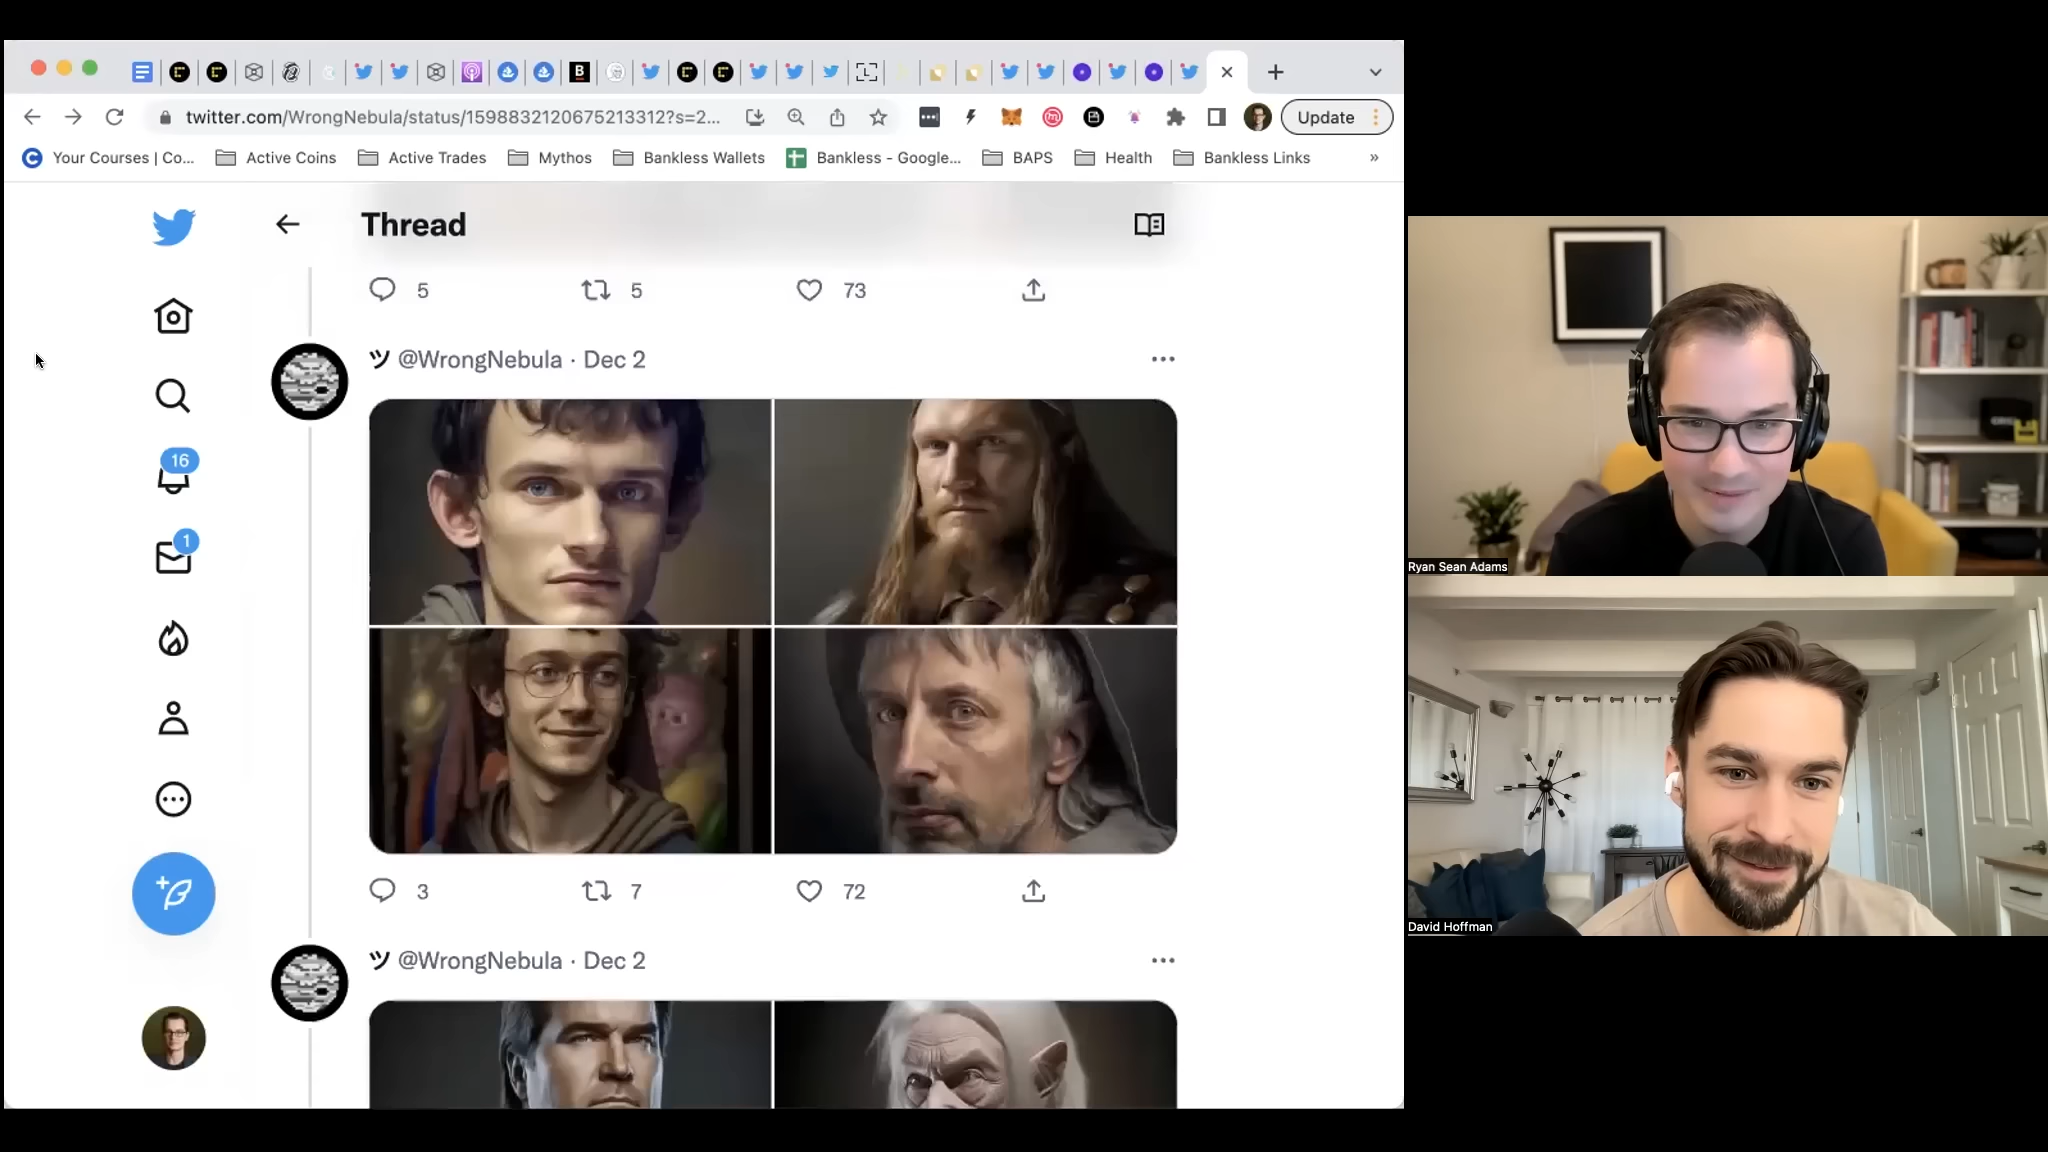 B
L
twitter.com/WrongNebula/status/1598832120675213312?s=2...
Update
Your Courses | Co...
Active Coins
Active Trades
Mythos
Bankless Wallets
Bankless - Google...
BAPS
Health
Bankless Links
»
Thread
5
5
73
ツ @WrongNebula · Dec 2
16
1
3
7
72
ツ @WrongNebula · Dec 2
Ryan Sean Adams
David Hoffman